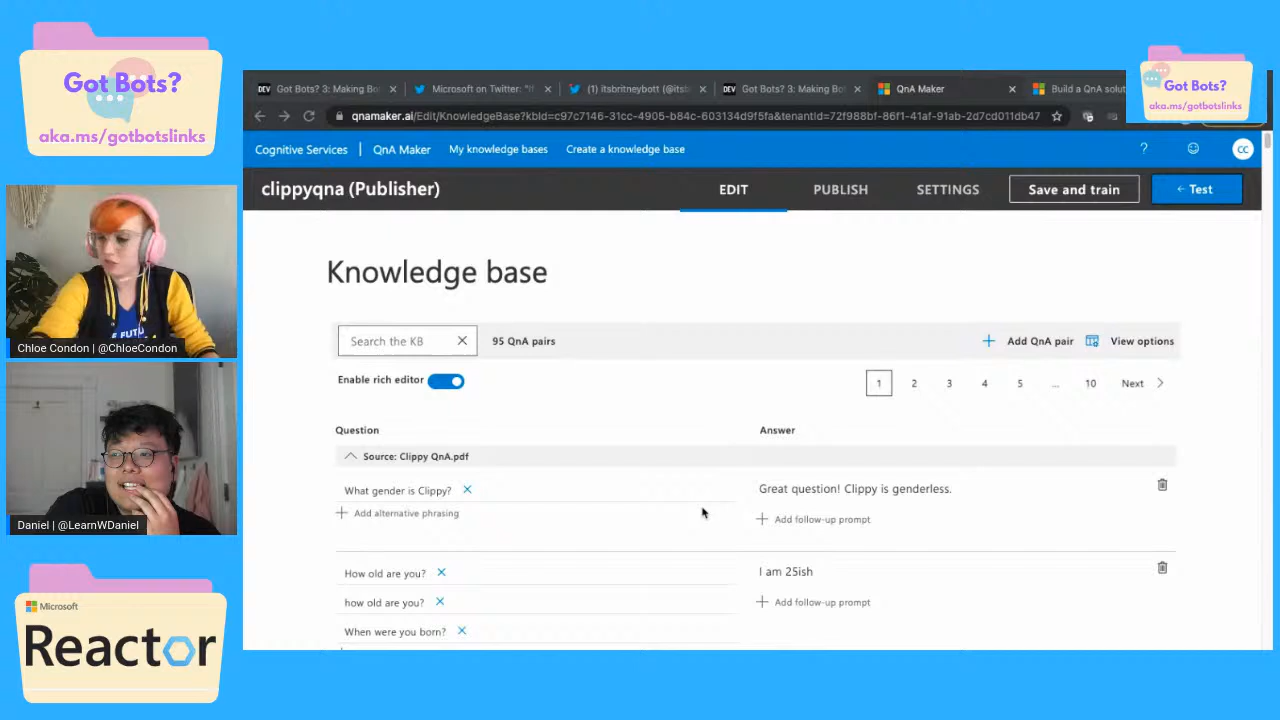 Got Bots?
aka.ms/gotbotslinks
Chloe Condon | @ChloeCondon
Daniel | @LearnWDaniel
Microsoft
Reactor
Got Bots? 3: Making Bo
Microsoft on Twitter: "I
(1) itsbritneybott (@itsb
Got Bots? 3: Making Bo
QnA Maker
Build a QnA solut
Got Bots?
aka.ms/gotbotslinks
qnamaker.ai/Edit/KnowledgeBase?kbId=c97c7146-31cc-4905-b84c-603134d9f5fa&tenantId=72f988bf-86f1-41af-91ab-2d7cd011db47
Cognitive Services | QnA Maker My knowledge bases Create a knowledge base ? CC
clippyqna (Publisher) EDIT PUBLISH SETTINGS Save and train ← Test
Knowledge base
Search the KB 95 QnA pairs + Add QnA pair View options
Enable rich editor 1 2 3 4 5 ... 10 Next
Question Answer
Source: Clippy QnA.pdf
What gender is Clippy? Great question! Clippy is genderless.
+ Add alternative phrasing + Add follow-up prompt
How old are you? I am 25ish
how old are you? + Add follow-up prompt
When were you born?